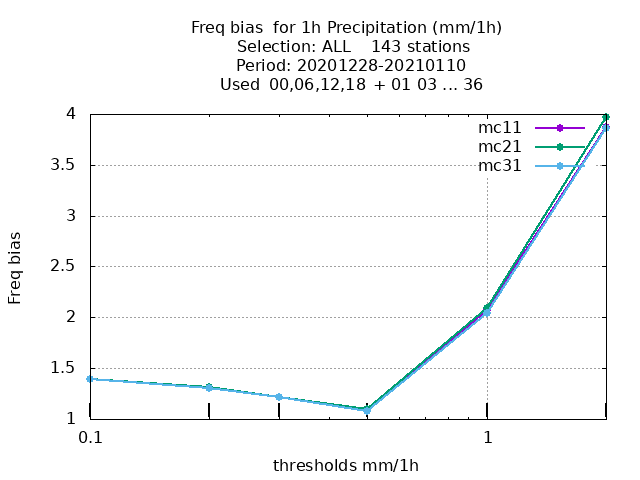 Freq bias  for 1h Precipitation (mm/1h)
Selection: ALL    143 stations
Period: 20201228-20210110
Used 00,06,12,18 + 01 03 ... 36
4
3.5
3
2.5
2
1.5
1
Freq bias
mc11
mc21
mc31
0.1
1
thresholds mm/1h